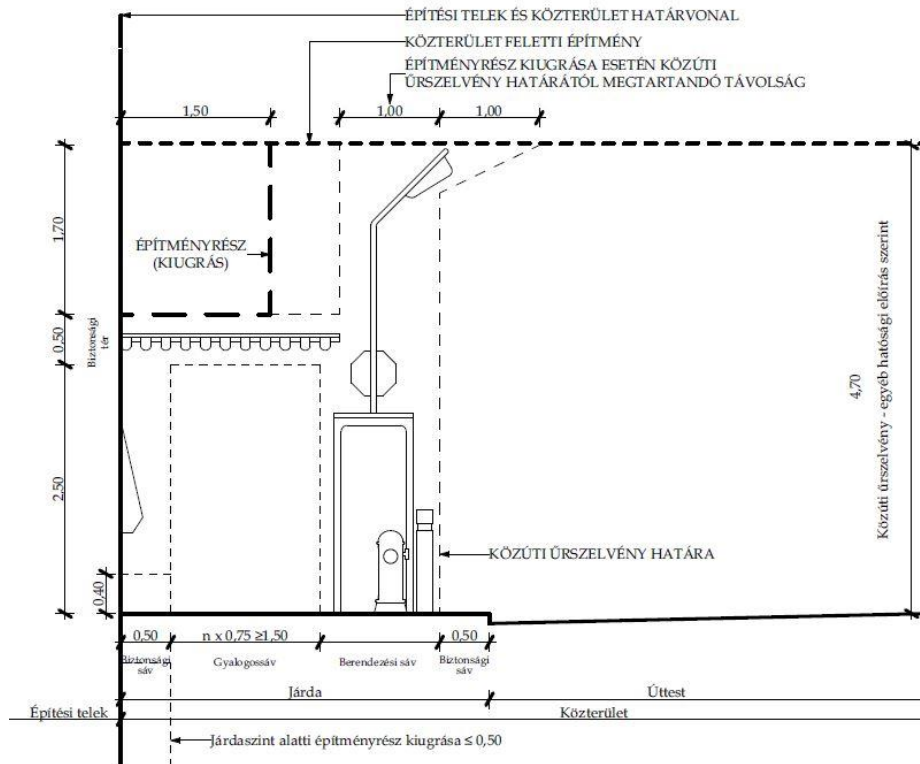 ÉPÍTÉSI TELEK ÉS KÖZTERÜLET HATÁRVONAL
KÖZTERÜLET FELETTI ÉPÍTMÉNY
ÉPÍTMÉNYRÉSZ KIUGRÁSA ESETÉN KÖZÚTI
ŰRSZELVÉNY HATÁRÁTÓL MEGTARTANDÓ TÁVOLSÁG
1,50
1,00
1,00
1,70
ÉPÍTMÉNYRÉSZ
(KIUGRÁS)
0,50
Biztonsági
tér
2,50
0,40
4,70
Közúti űrszelvény - egyéb hatósági előírás szerint
KÖZÚTI ŰRSZELVÉNY HATÁRA
0,50
n x 0,75 ≥1,50
0,50
Biztonsági
sáv
Gyalogossáv
Berendezési sáv
Biztonsági
sáv
Járda
Úttest
Építési telek
Közterület
Járdaszint alatti építményrész kiugrása ≤ 0,50